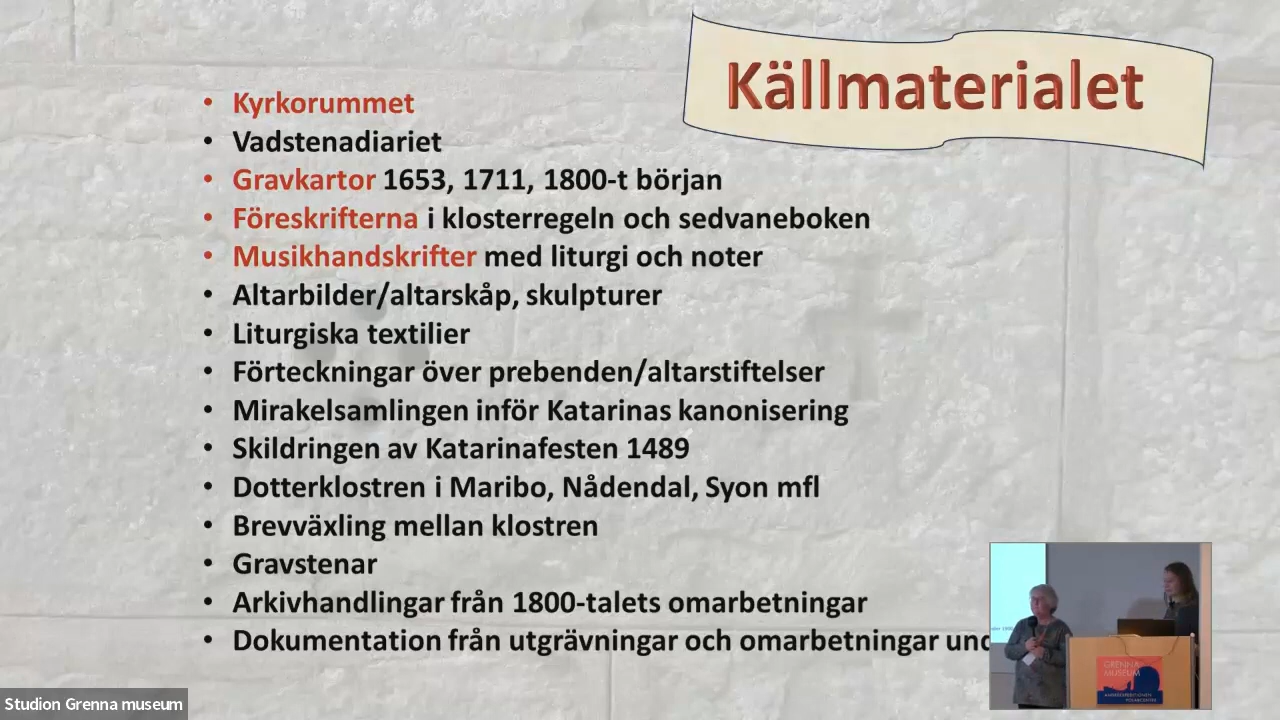 Källmaterialet
• Kyrkorummet
• Vadstenadiariet
• Gravkartor 1653, 1711, 1800-t början
• Föreskrifterna i klosterregeln och sedvaneboken
• Musikhandskrifter med liturgi och noter
• Altarbilder/altarskåp, skulpturer
• Liturgiska textilier
• Förteckningar över prebenden/altarstiftelser
• Mirakelsamlingen inför Katarinas kanonisering
• Skildringen av Katarinafesten 1489
• Dotterklostren i Maribo, Nådendal, Syon mfl
• Brevväxling mellan klostren
• Gravstenar
• Arkivhandlingar från 1800-talets omarbetningar
• Dokumentation från utgrävningar och omarbetningar
GRENNA
MUSEUM
POLARCENTER
Studion Grenna museum